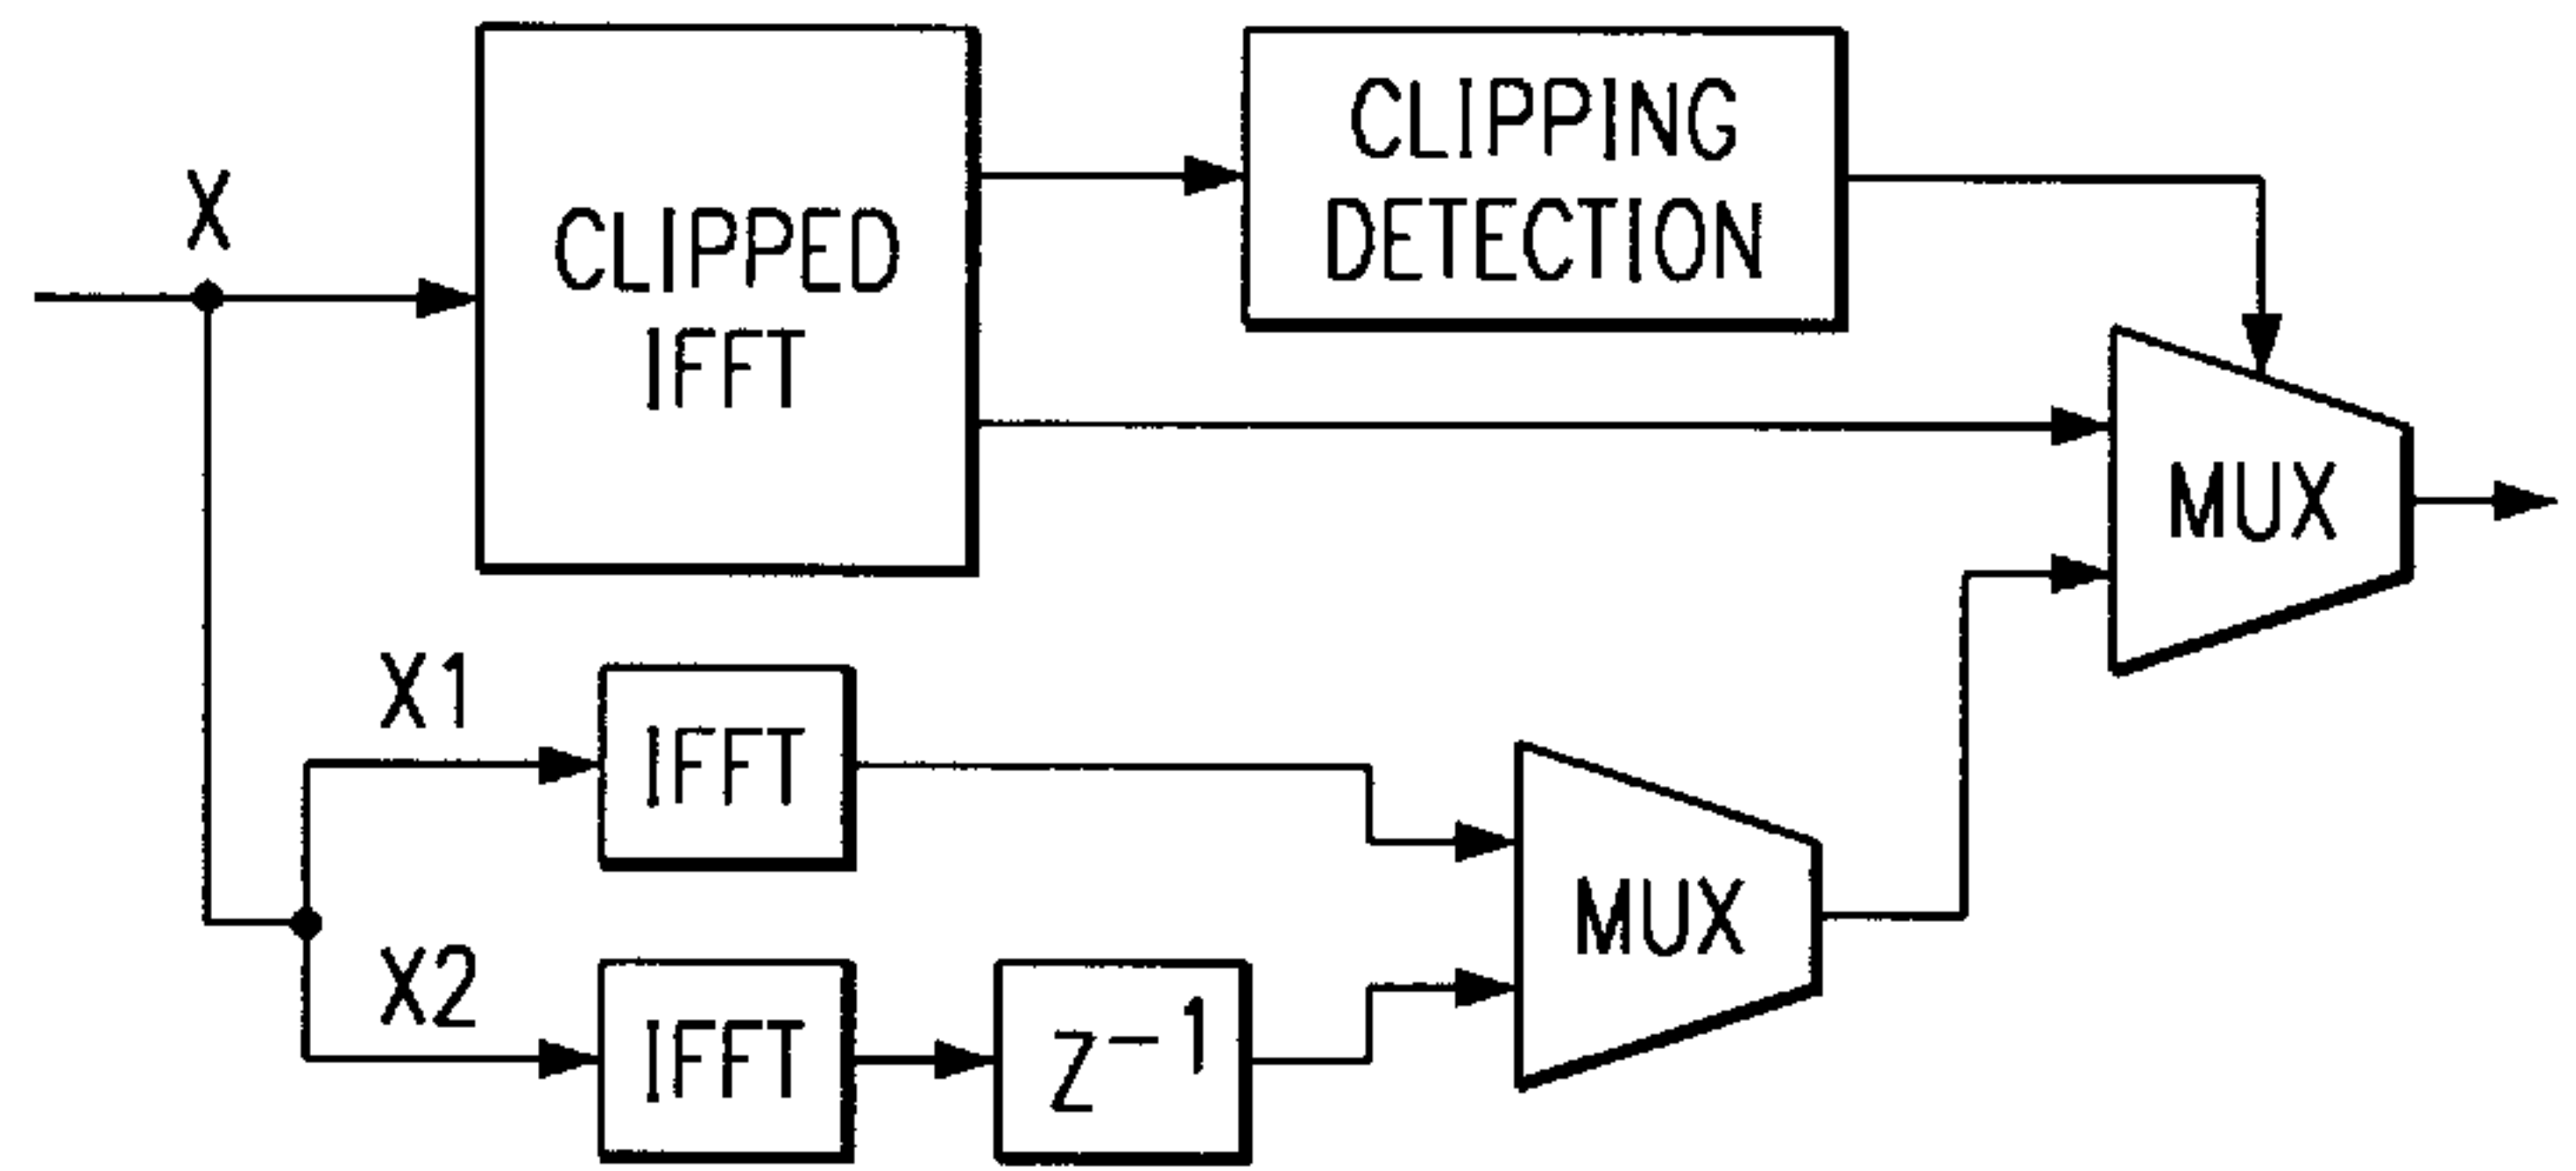 X
CLIPPED
IFFT
CLIPPING
DETECTION
MUX
X1
IFFT
MUX
X2
IFFT
Z⁻¹